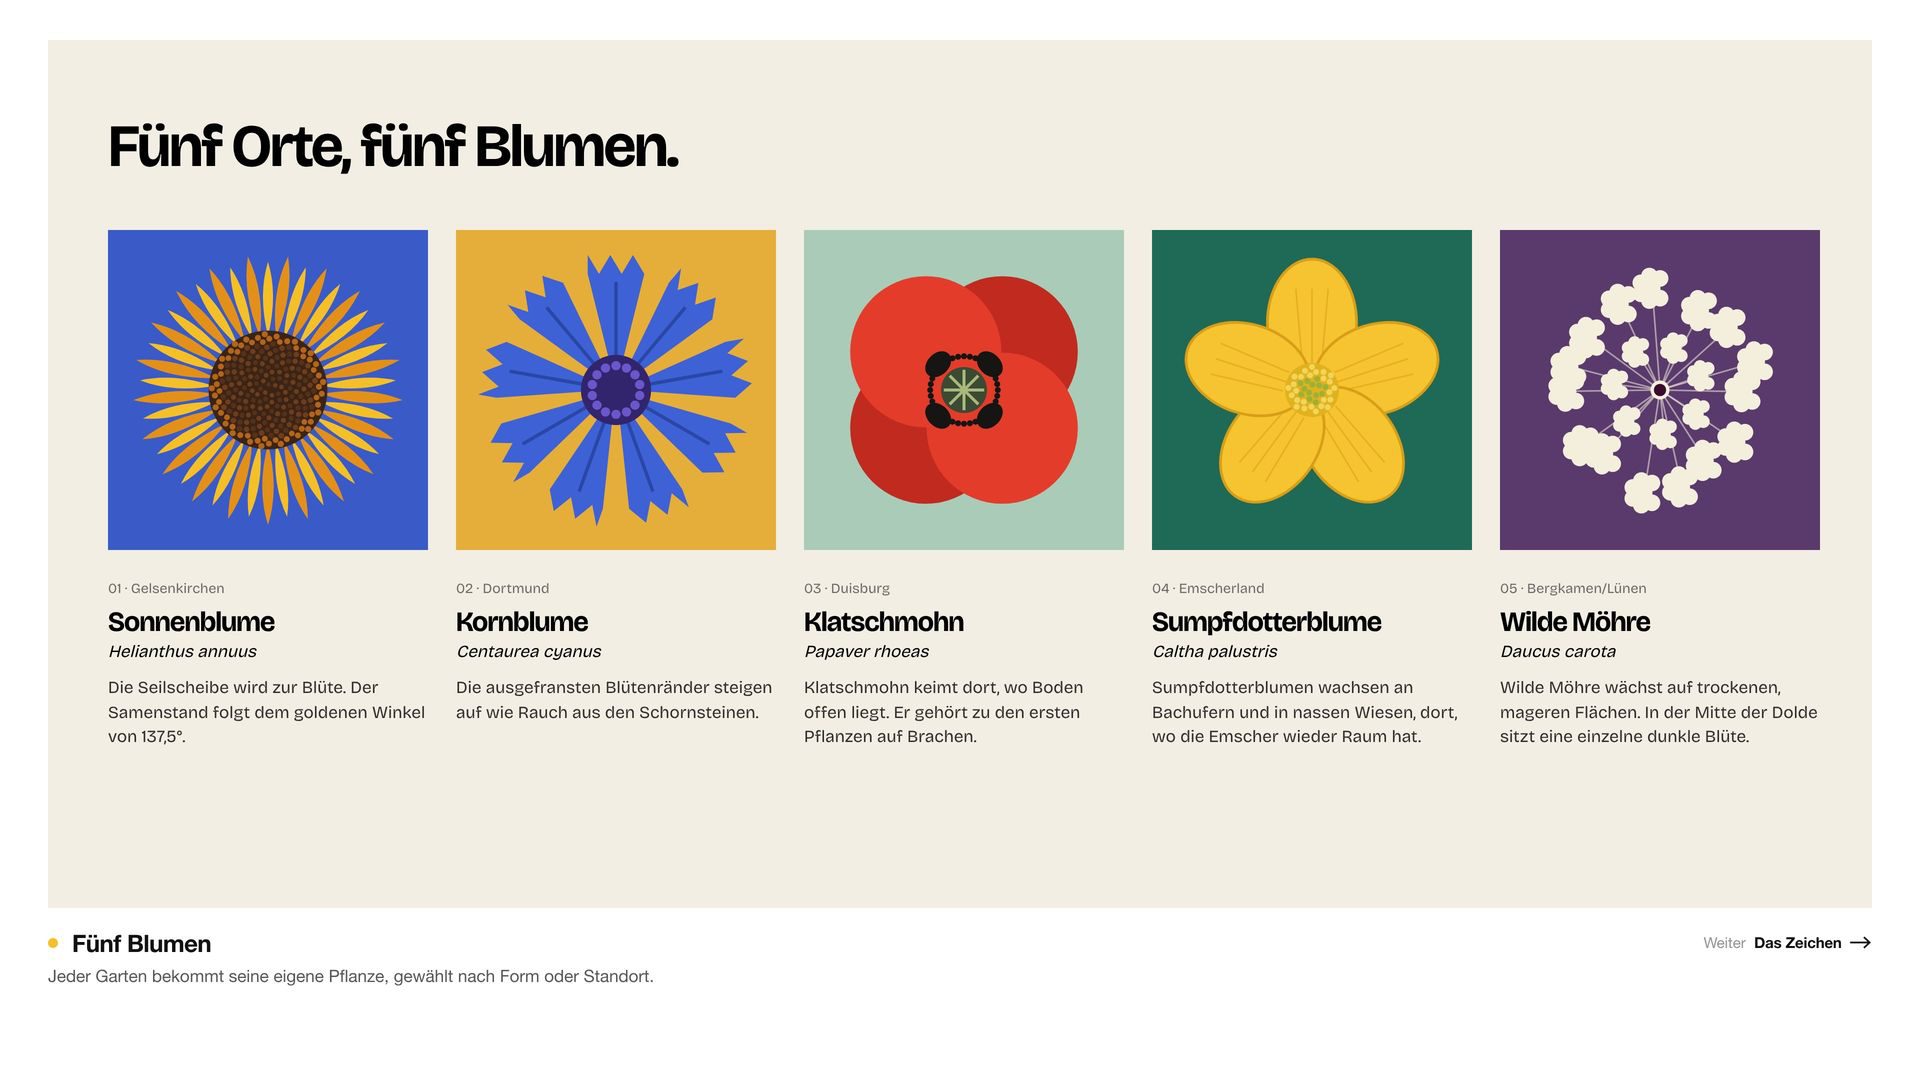 Fünf Orte, fünf Blumen.
01 · Gelsenkirchen
Sonnenblume
Helianthus annuus
Die Seilscheibe wird zur Blüte. Der
Samenstand folgt dem goldenen Winkel
von 137,5°.
02 · Dortmund
Kornblume
Centaurea cyanus
Die ausgefransten Blütenränder steigen
auf wie Rauch aus den Schornsteinen.
03 · Duisburg
Klatschmohn
Papaver rhoeas
Klatschmohn keimt dort, wo Boden
offen liegt. Er gehört zu den ersten
Pflanzen auf Brachen.
04 · Emscherland
Sumpfdotterblume
Caltha palustris
Sumpfdotterblumen wachsen an
Bachufern und in nassen Wiesen, dort,
wo die Emscher wieder Raum hat.
05 · Bergkamen/Lünen
Wilde Möhre
Daucus carota
Wilde Möhre wächst auf trockenen,
mageren Flächen. In der Mitte der Dolde
sitzt eine einzelne dunkle Blüte.
Fünf Blumen
Jeder Garten bekommt seine eigene Pflanze, gewählt nach Form oder Standort.
Weiter Das Zeichen →